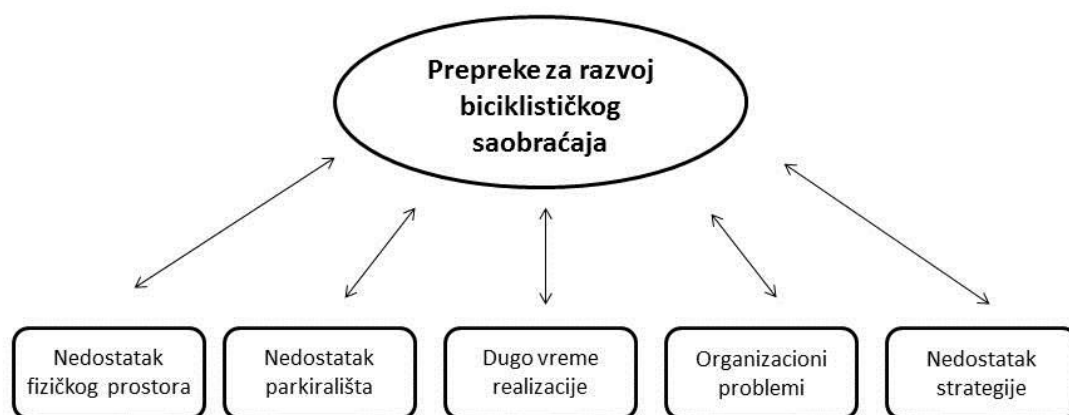 Prepreke za razvoj
biciklističkog
saobraćaja
Nedostatak
fizičkog prostora
Nedostatak
parkirališta
Dugo vreme
realizacije
Organizacioni
problemi
Nedostatak
strategije